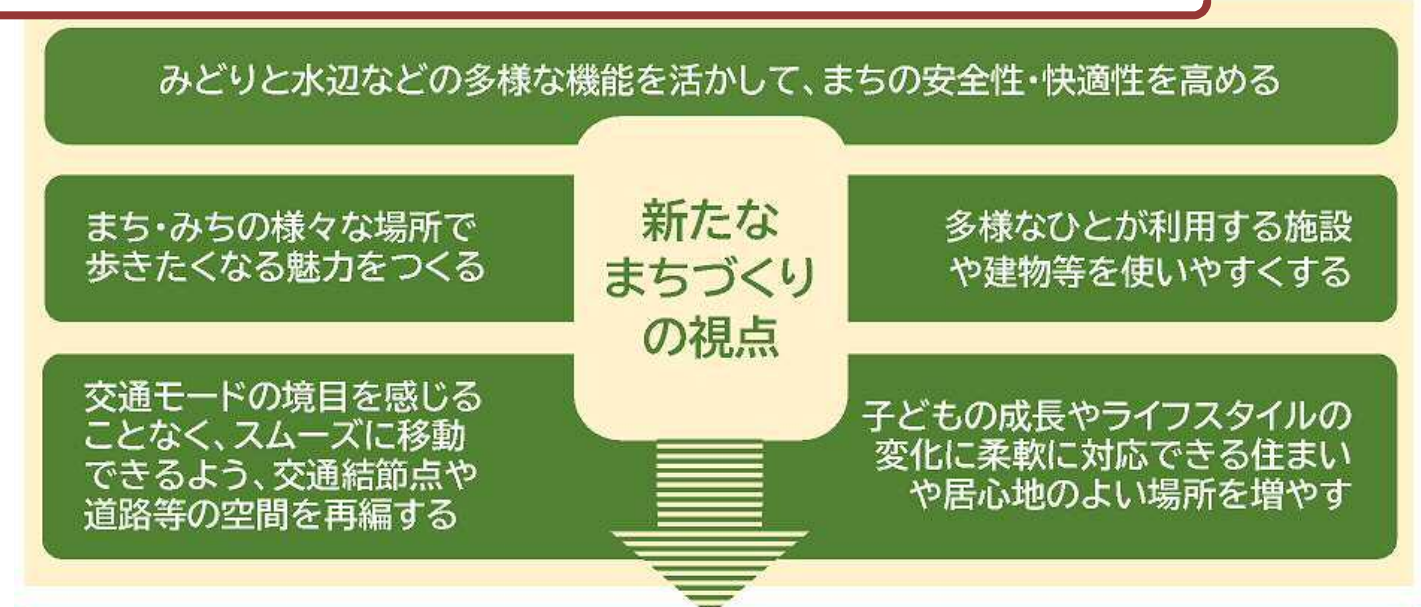 みどりと水辺などの多様な機能を活かして、まちの安全性・快適性を高める
まち・みちの様々な場所で
歩きたくなる魅力をつくる
新たな
まちづくり
の視点
多様なひとが利用する施設
や建物等を使いやすくする
交通モードの境目を感じる
ことなく、スムーズに移動
できるよう、交通結節点や
道路等の空間を再編する
子どもの成長やライフスタイルの
変化に柔軟に対応できる住まい
や居心地のよい場所を増やす